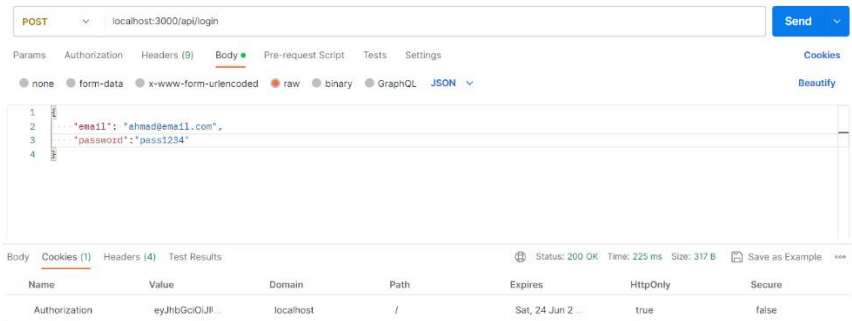 POST localhost:3000/api/login Send
Params Authorization Headers (9) Body Pre-request Script Tests Settings Cookies
none form-data x-www-form-urlencoded raw binary GraphQL JSON Beautify
1 {
2 "email": "ahmad@email.com",
3 "password":"pass1234"
4 }
Body Cookies (1) Headers (4) Test Results Status: 200 OK Time: 225 ms Size: 317 B Save as Example
Name Value Domain Path Expires HttpOnly Secure
Authorization eyJhbGciOiJIU... localhost / Sat, 24 Jun 2... true false